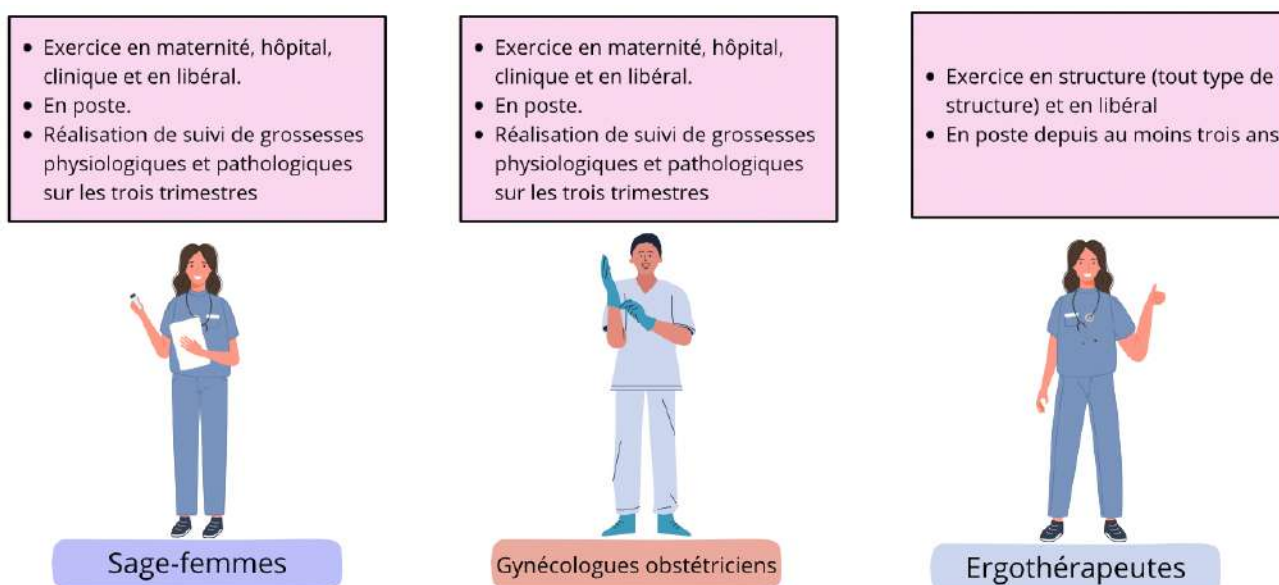 • Exercice en maternité, hôpital,
clinique et en libéral.
• En poste.
• Réalisation de suivi de grossesses
physiologiques et pathologiques
sur les trois trimestres
• Exercice en maternité, hôpital,
clinique et en libéral.
• En poste.
• Réalisation de suivi de grossesses
physiologiques et pathologiques
sur les trois trimestres
• Exercice en structure (tout type de
structure) et en libéral
• En poste depuis au moins trois ans
Sage-femmes
Gynécologues obstétriciens
Ergothérapeutes